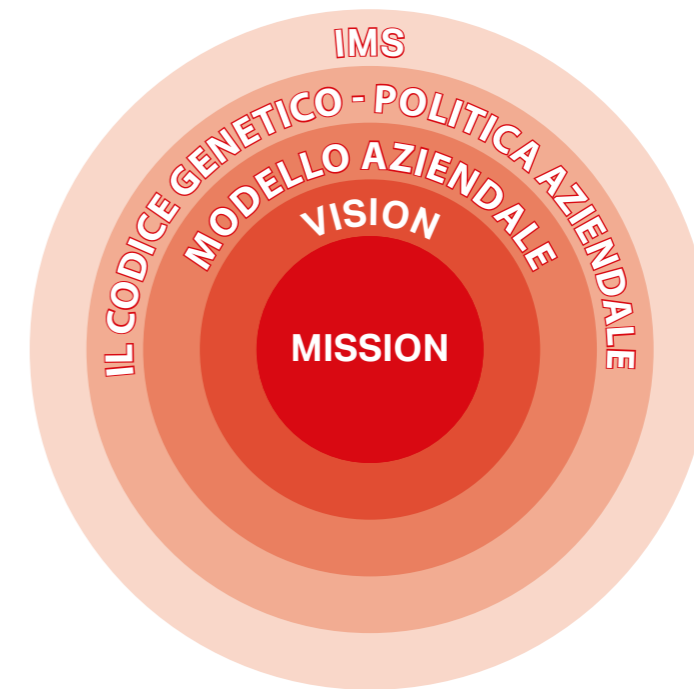 IMS
IL CODICE GENETICO - POLITICA AZIENDALE
MODELLO AZIENDALE
VISION
MISSION